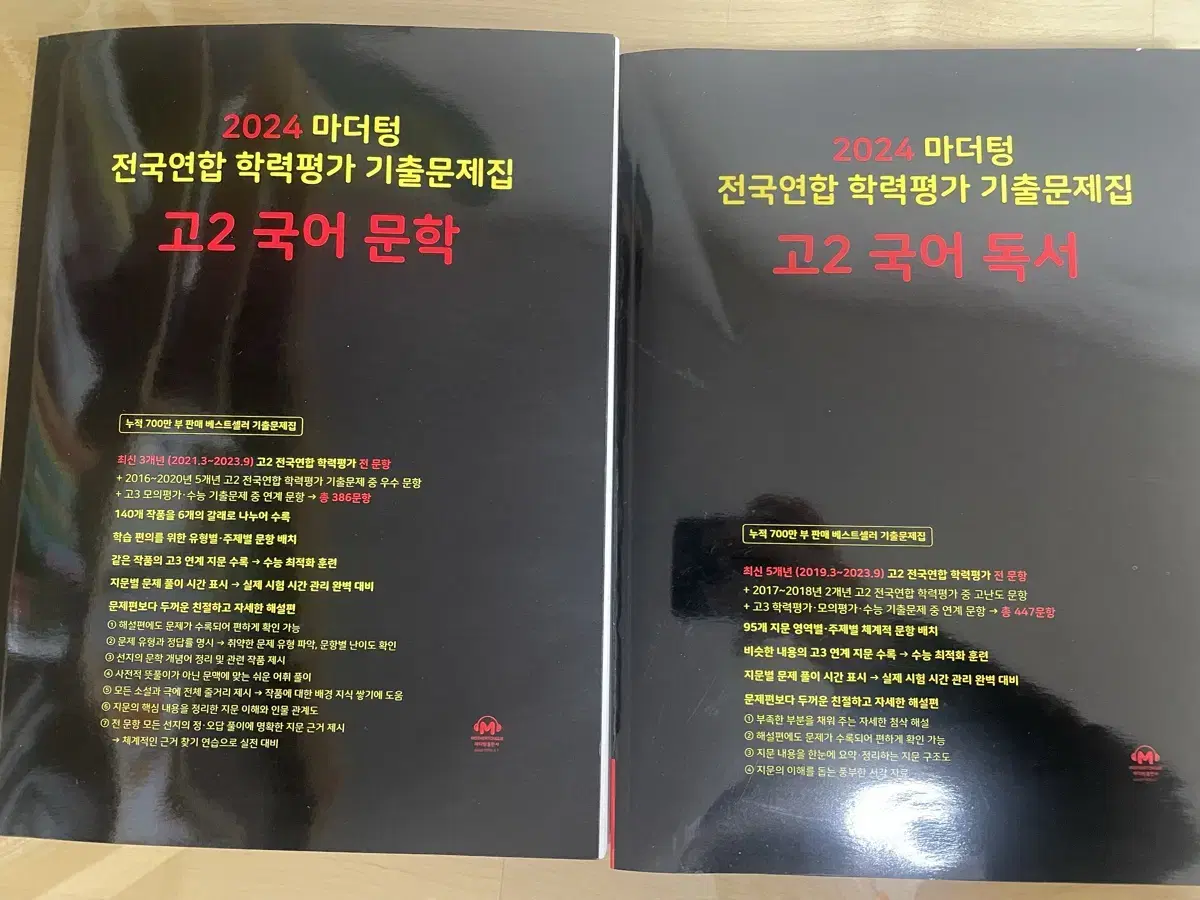 2024 마더텅
전국연합 학력평가 기출문제집
고2 국어 문학
누적 700만 부 판매 베스트셀러 기출문제집
최신 3개년 (2021.3~2023.9) 고2 전국연합 학력평가 전 문항
+ 2016~2020년 5개년 고2 전국연합 학력평가 기출문제 중 우수 문항
+ 고3 모의평가·수능 기출문제 중 연계 문항 → 총 386문항
140개 작품을 6개의 갈래로 나누어 수록
학습 편의를 위한 유형별·주제별 문항 배치
같은 작품의 고3 연계 지문 수록 → 수능 최적화 훈련
지문별 문제 풀이 시간 표시 → 실제 시험 시간 관리 완벽 대비
문제편보다 두꺼운 친절하고 자세한 해설편
① 해설편에도 문제가 수록되어 편하게 확인 가능
② 문제 유형과 정답률 명시 → 취약한 문제 유형 파악, 문항별 난이도 확인
③ 선지의 문학 개념어 정리 및 관련 작품 제시
④ 사전적 뜻풀이가 아닌 문맥에 맞는 쉬운 어휘 풀이
⑤ 모든 소설과 극에 전체 줄거리 제시 → 작품에 대한 배경 지식 쌓기에 도움
⑥ 지문의 핵심 내용을 정리한 지문 이해와 인물 관계도
⑦ 전 문항 모든 선지의 정·오답 풀이에 명확한 지문 근거 제시
→ 체계적인 근거 찾기 연습으로 실전 대비
2024 마더텅
전국연합 학력평가 기출문제집
고2 국어 독서
누적 700만 부 판매 베스트셀러 기출문제집
최신 5개년 (2019.3~2023.9) 고2 전국연합 학력평가 전 문항
+ 2017~2018년 2개년 고2 전국연합 학력평가 중 고난도 문항
+ 고3 학력평가·모의평가·수능 기출문제 중 연계 문항 → 총 447문항
95개 지문 영역별·주제별 체계적 문항 배치
비슷한 내용의 고3 연계 지문 수록 → 수능 최적화 훈련
지문별 문제 풀이 시간 표시 → 실제 시험 시간 관리 완벽 대비
문제편보다 두꺼운 친절하고 자세한 해설편
① 부족한 부분을 채워 주는 자세한 첨삭 해설
② 해설편에도 문제가 수록되어 편하게 확인 가능
③ 지문 내용을 한눈에 요약·정리하는 지문 구조도
④ 지문의 이해를 돕는 풍부한 시각 자료